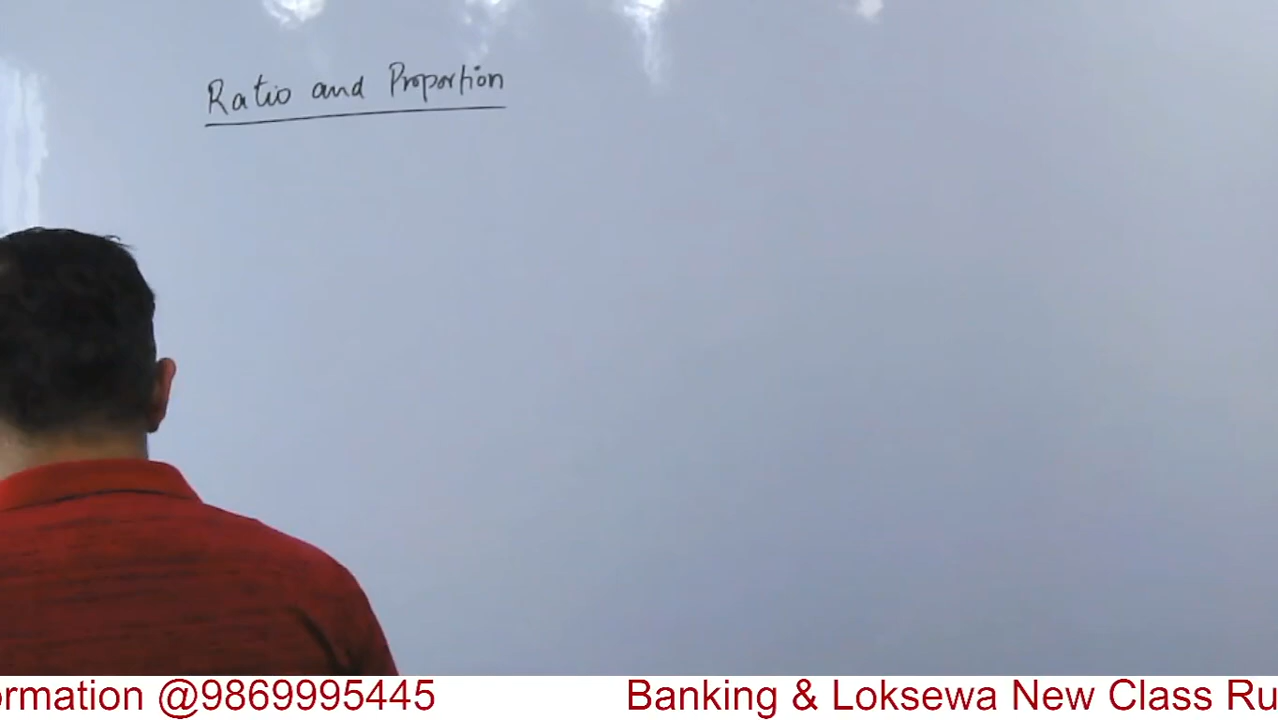 Ratio and Proportion
ormation @9869995445 Banking & Loksewa New Class Ru